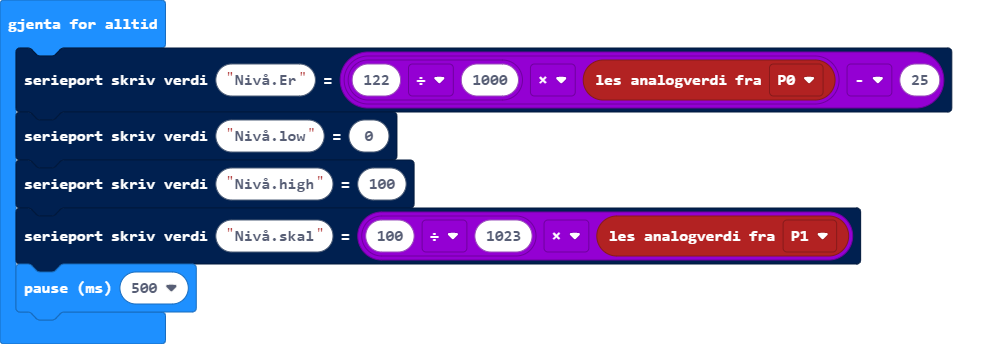 gjenta for alltid
serieport skriv verdi "Nivå.Er" = 122 ÷ 1000 × les analogverdi fra P0 - 25
serieport skriv verdi "Nivå.low" = 0
serieport skriv verdi "Nivå.high" = 100
serieport skriv verdi "Nivå.skal" = 100 ÷ 1023 × les analogverdi fra P1
pause (ms) 500